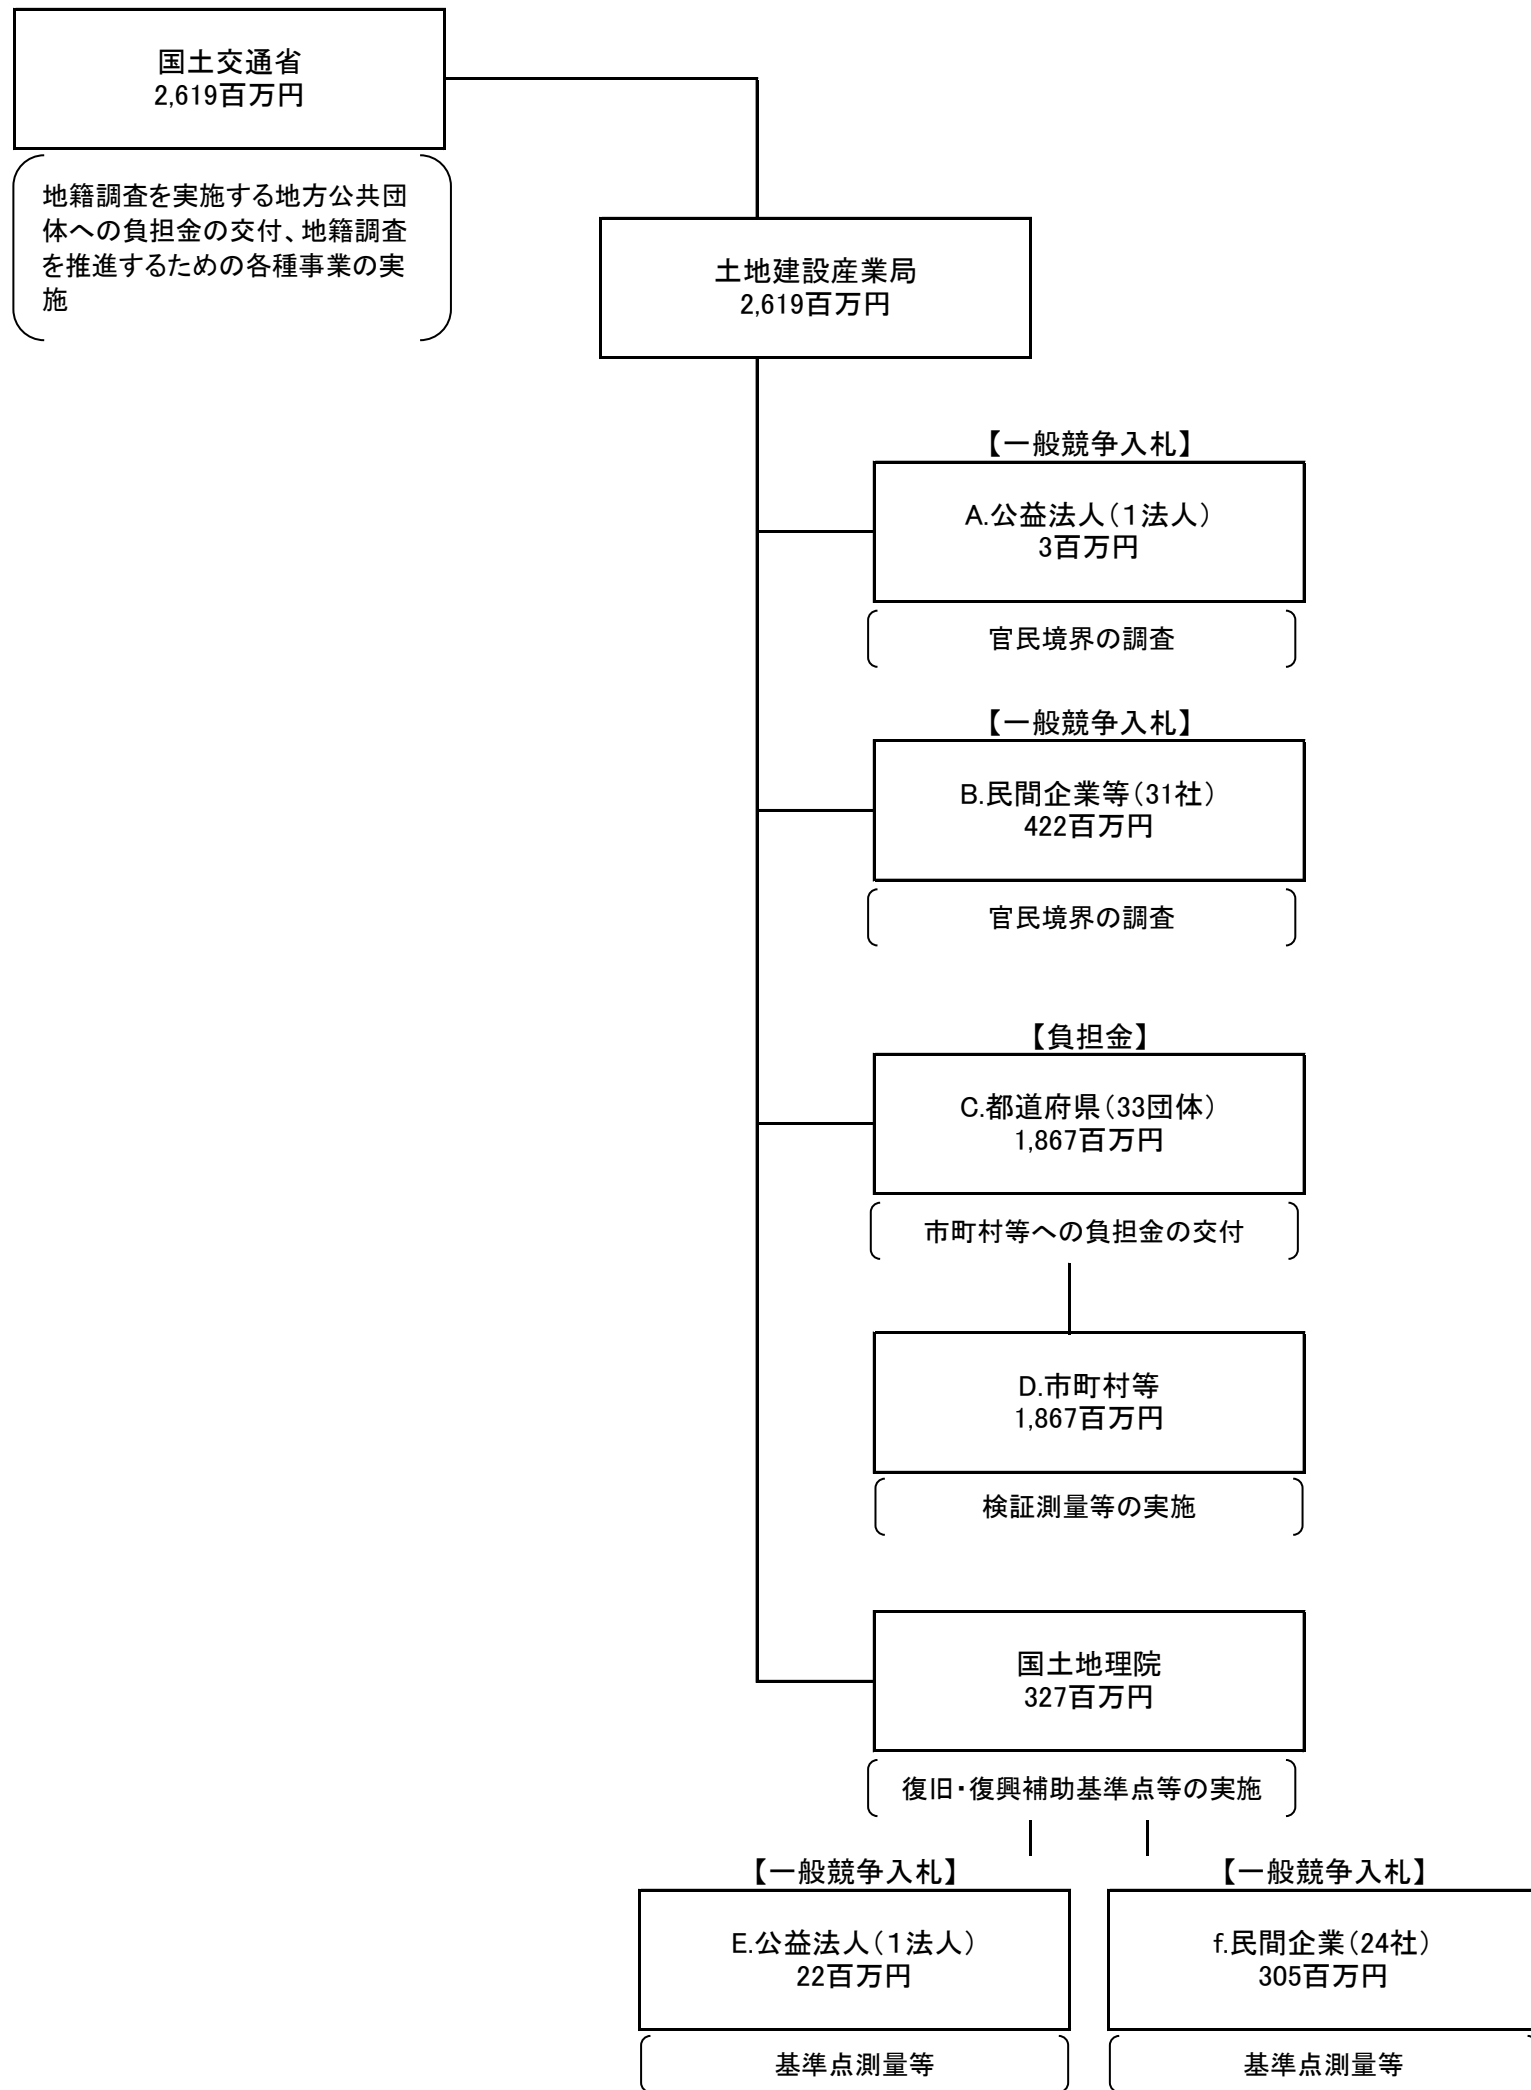 国土交通省
2,619百万円
地籍調査を実施する地方公共団
体への負担金の交付、地籍調査
を推進するための各種事業の実
施
土地建設産業局
2,619百万円
【一般競争入札】
A.公益法人（１法人）
3百万円
官民境界の調査
【一般競争入札】
B.民間企業等（31社）
422百万円
官民境界の調査
【負担金】
C.都道府県（33団体）
1,867百万円
市町村等への負担金の交付
D.市町村等
1,867百万円
検証測量等の実施
国土地理院
327百万円
復旧・復興補助基準点等の実施
【一般競争入札】
E.公益法人（１法人）
22百万円
基準点測量等
【一般競争入札】
f.民間企業（24社）
305百万円
基準点測量等